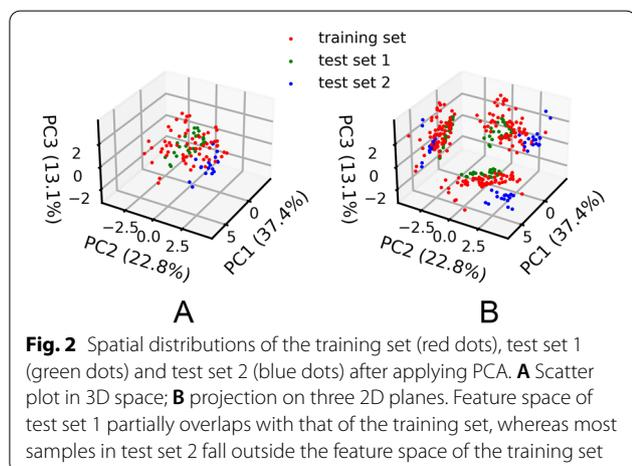 training set
test set 1
test set 2
PC3 (13.1%)
2
0
−2
−2.5
0.0
2.5
PC2 (22.8%)
5
0
PC1 (37.4%)
A
PC3 (13.1%)
2
0
−2
−2.5
0.0
2.5
PC2 (22.8%)
5
0
PC1 (37.4%)
B
Fig. 2 Spatial distributions of the training set (red dots), test set 1
(green dots) and test set 2 (blue dots) after applying PCA. A Scatter
plot in 3D space; B projection on three 2D planes. Feature space of
test set 1 partially overlaps with that of the training set, whereas most
samples in test set 2 fall outside the feature space of the training set